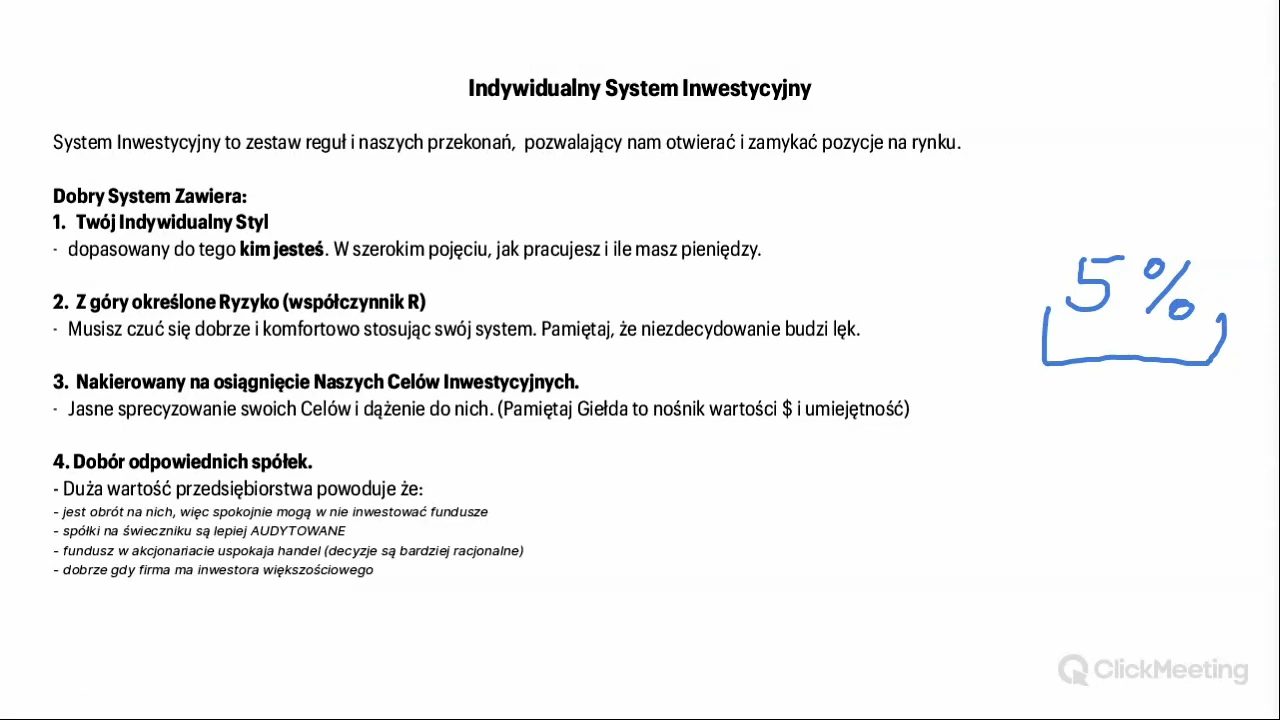 Indywidualny System Inwestycyjny
System Inwestycyjny to zestaw reguł i naszych przekonań, pozwalający nam otwierać i zamykać pozycje na rynku.
Dobry System Zawiera:
1. Twój Indywidualny Styl
- dopasowany do tego kim jesteś. W szerokim pojęciu, jak pracujesz i ile masz pieniędzy.
5%
2. Z góry określone Ryzyko (współczynnik R)
- Musisz czuć się dobrze i komfortowo stosując swój system. Pamiętaj, że niezdecydowanie budzi lęk.
3. Nakierowany na osiągnięcie Naszych Celów Inwestycyjnych.
- Jasne sprecyzowanie swoich Celów i dążenie do nich. (Pamiętaj Giełda to nośnik wartości $ i umiejętność)
4. Dobór odpowiednich spółek.
- Duża wartość przedsiębiorstwa powoduje że:
- jest obrót na nich, więc spokojnie mogą w nie inwestować fundusze
- spółki na świeczniku są lepiej AUDYTOWANE
- fundusz w akcjonariacie uspokaja handel (decyzje są bardziej racjonalne)
- dobrze gdy firma ma inwestora większościowego
ClickMeeting